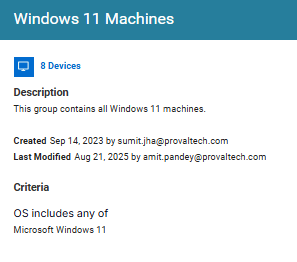 Windows 11 Machines
8 Devices
Description
This group contains all Windows 11 machines.
Created Sep 14, 2023 by sumit.jha@provaltech.com
Last Modified Aug 21, 2025 by amit.pandey@provaltech.com
Criteria
OS includes any of
Microsoft Windows 11